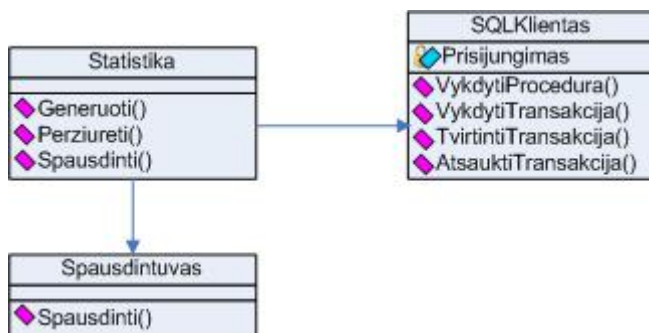 Statistika
Generuoti()
Perziureti()
Spausdinti()
SQLKlientas
Prisijungimas
VykdytiProcedura()
VykdytiTransakcija()
TvirtintiTransakcija()
AtsauktiTransakcija()
Spausdintuvas
Spausdinti()